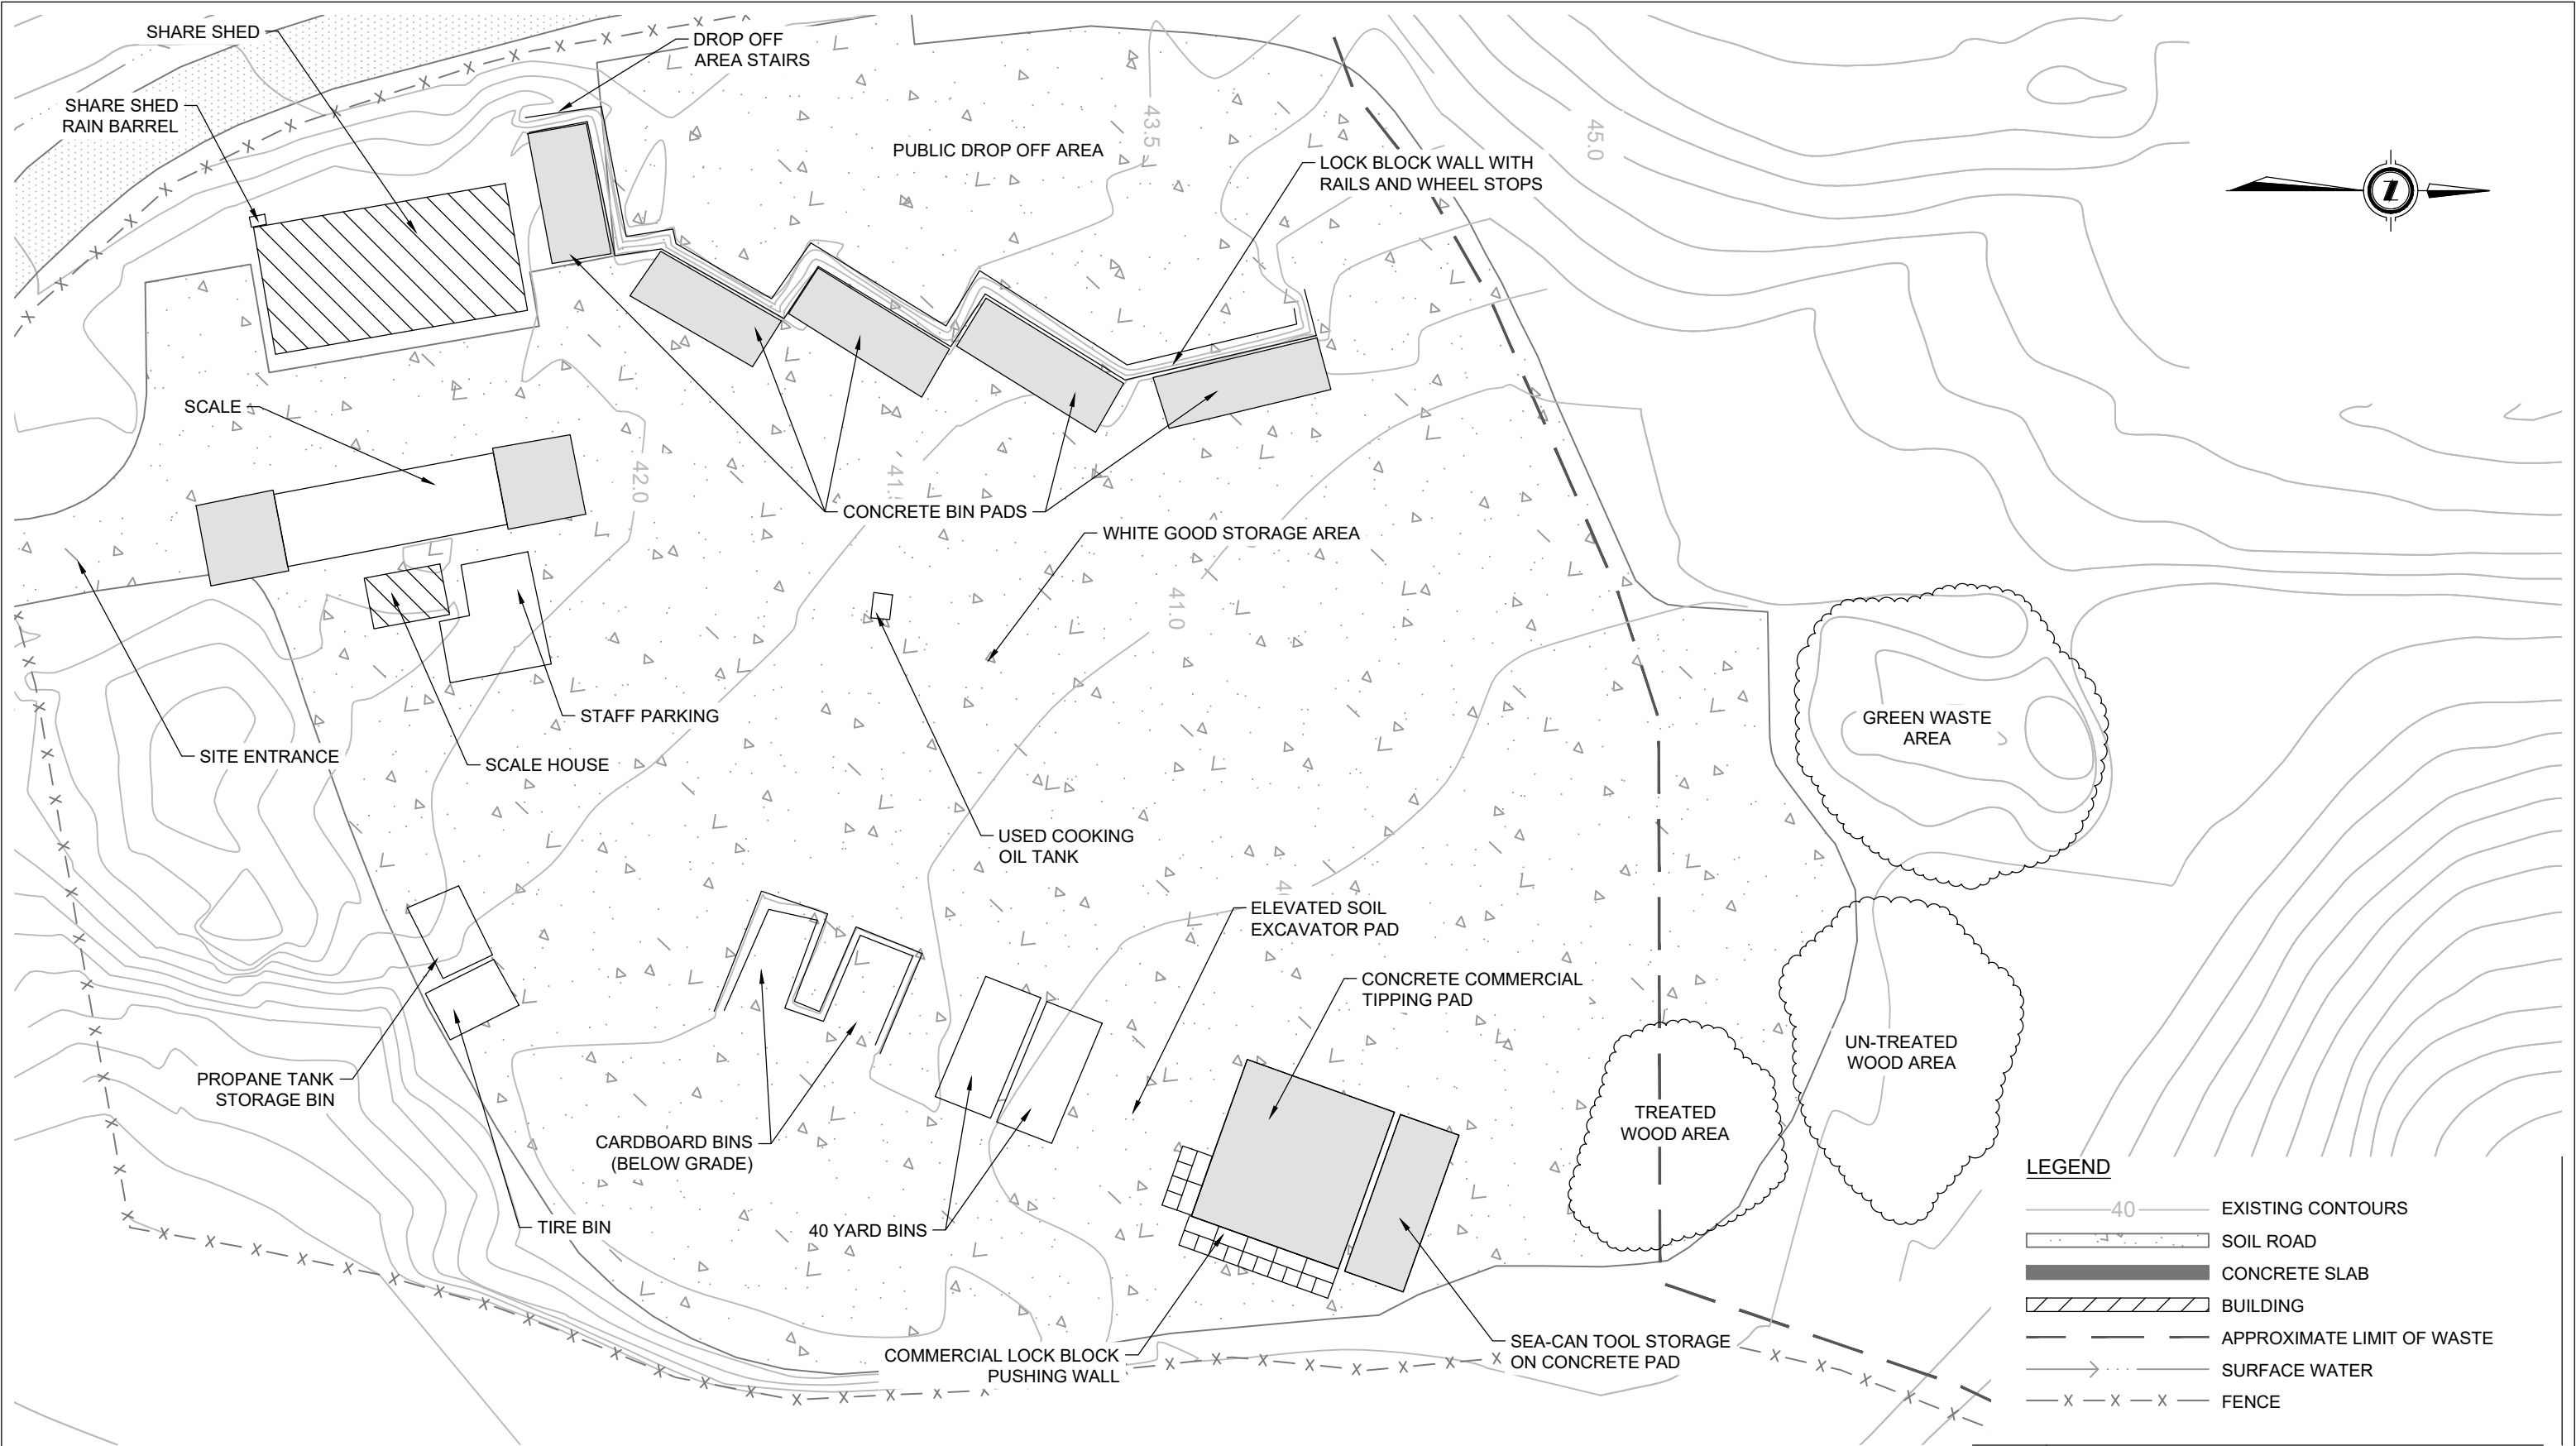 SHARE SHED
DROP OFF
AREA STAIRS
SHARE SHED
RAIN BARREL
PUBLIC DROP OFF AREA
43.5
45.0
LOCK BLOCK WALL WITH
RAILS AND WHEEL STOPS
SCALE
42.0
CONCRETE BIN PADS
WHITE GOOD STORAGE AREA
41.0
STAFF PARKING
GREEN WASTE
AREA
SITE ENTRANCE
SCALE HOUSE
USED COOKING
OIL TANK
ELEVATED SOIL
EXCAVATOR PAD
CONCRETE COMMERCIAL
TIPPING PAD
UN-TREATED
WOOD AREA
PROPANE TANK
STORAGE BIN
TREATED
WOOD AREA
CARDBOARD BINS
(BELOW GRADE)
TIRE BIN
40 YARD BINS
COMMERCIAL LOCK BLOCK
PUSHING WALL
SEA-CAN TOOL STORAGE
ON CONCRETE PAD
LEGEND
40
EXISTING CONTOURS
SOIL ROAD
CONCRETE SLAB
BUILDING
APPROXIMATE LIMIT OF WASTE
SURFACE WATER
FENCE